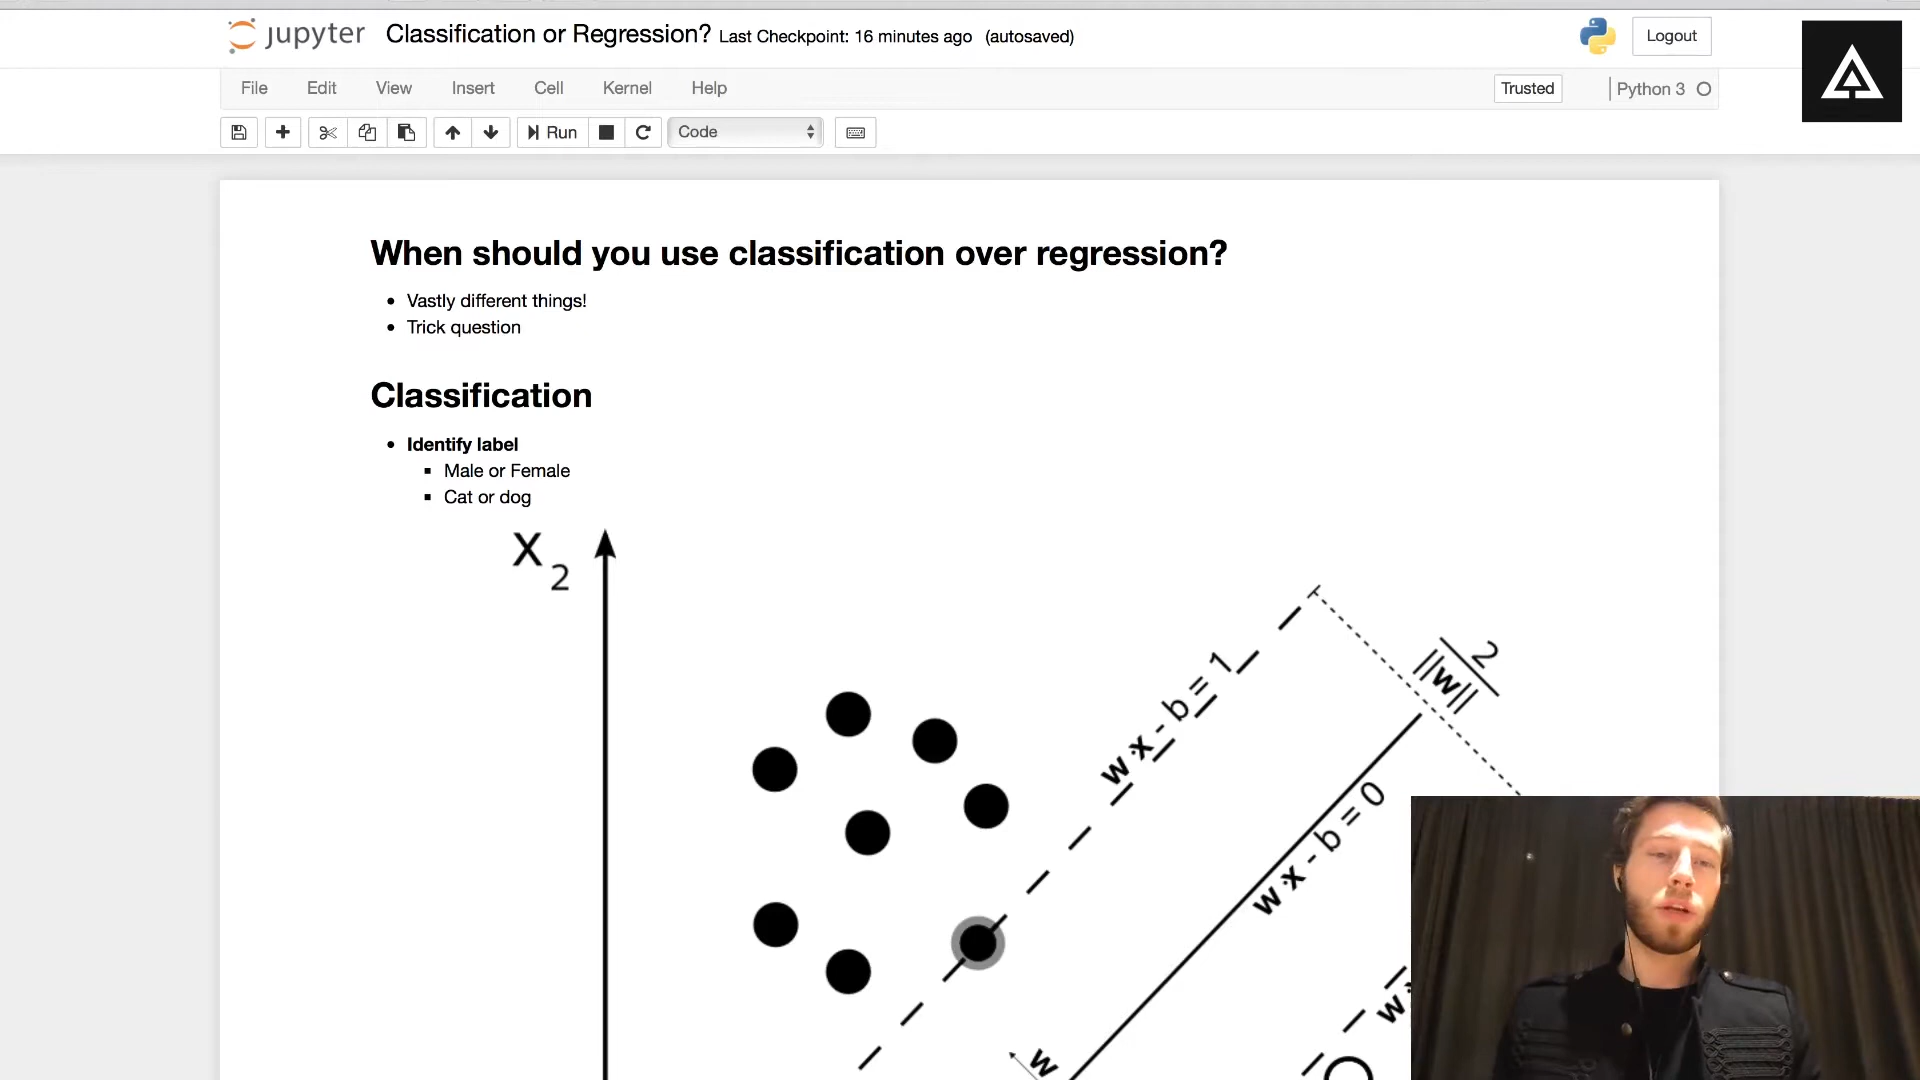 jupyter Classification or Regression? Last Checkpoint: 16 minutes ago (autosaved)
Logout
File Edit View Insert Cell Kernel Help
Trusted
Python 3
Run
Code
When should you use classification over regression?
Vastly different things!
Trick question
Classification
Identify label
Male or Female
Cat or dog
X2
w·x - b = 1
2
||w||
w·x - b = 0
w
w